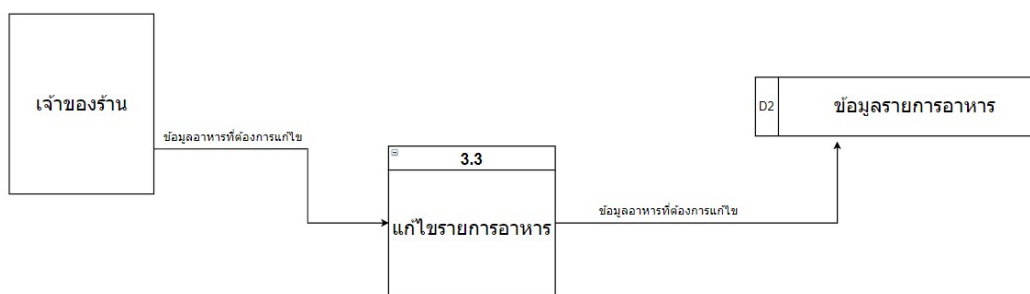 เจ้าของร้าน
ข้อมูลอาหารที่ต้องการแก้ไข
3.3
แก้ไขรายการอาหาร
ข้อมูลอาหารที่ต้องการแก้ไข
D2
ข้อมูลรายการอาหาร